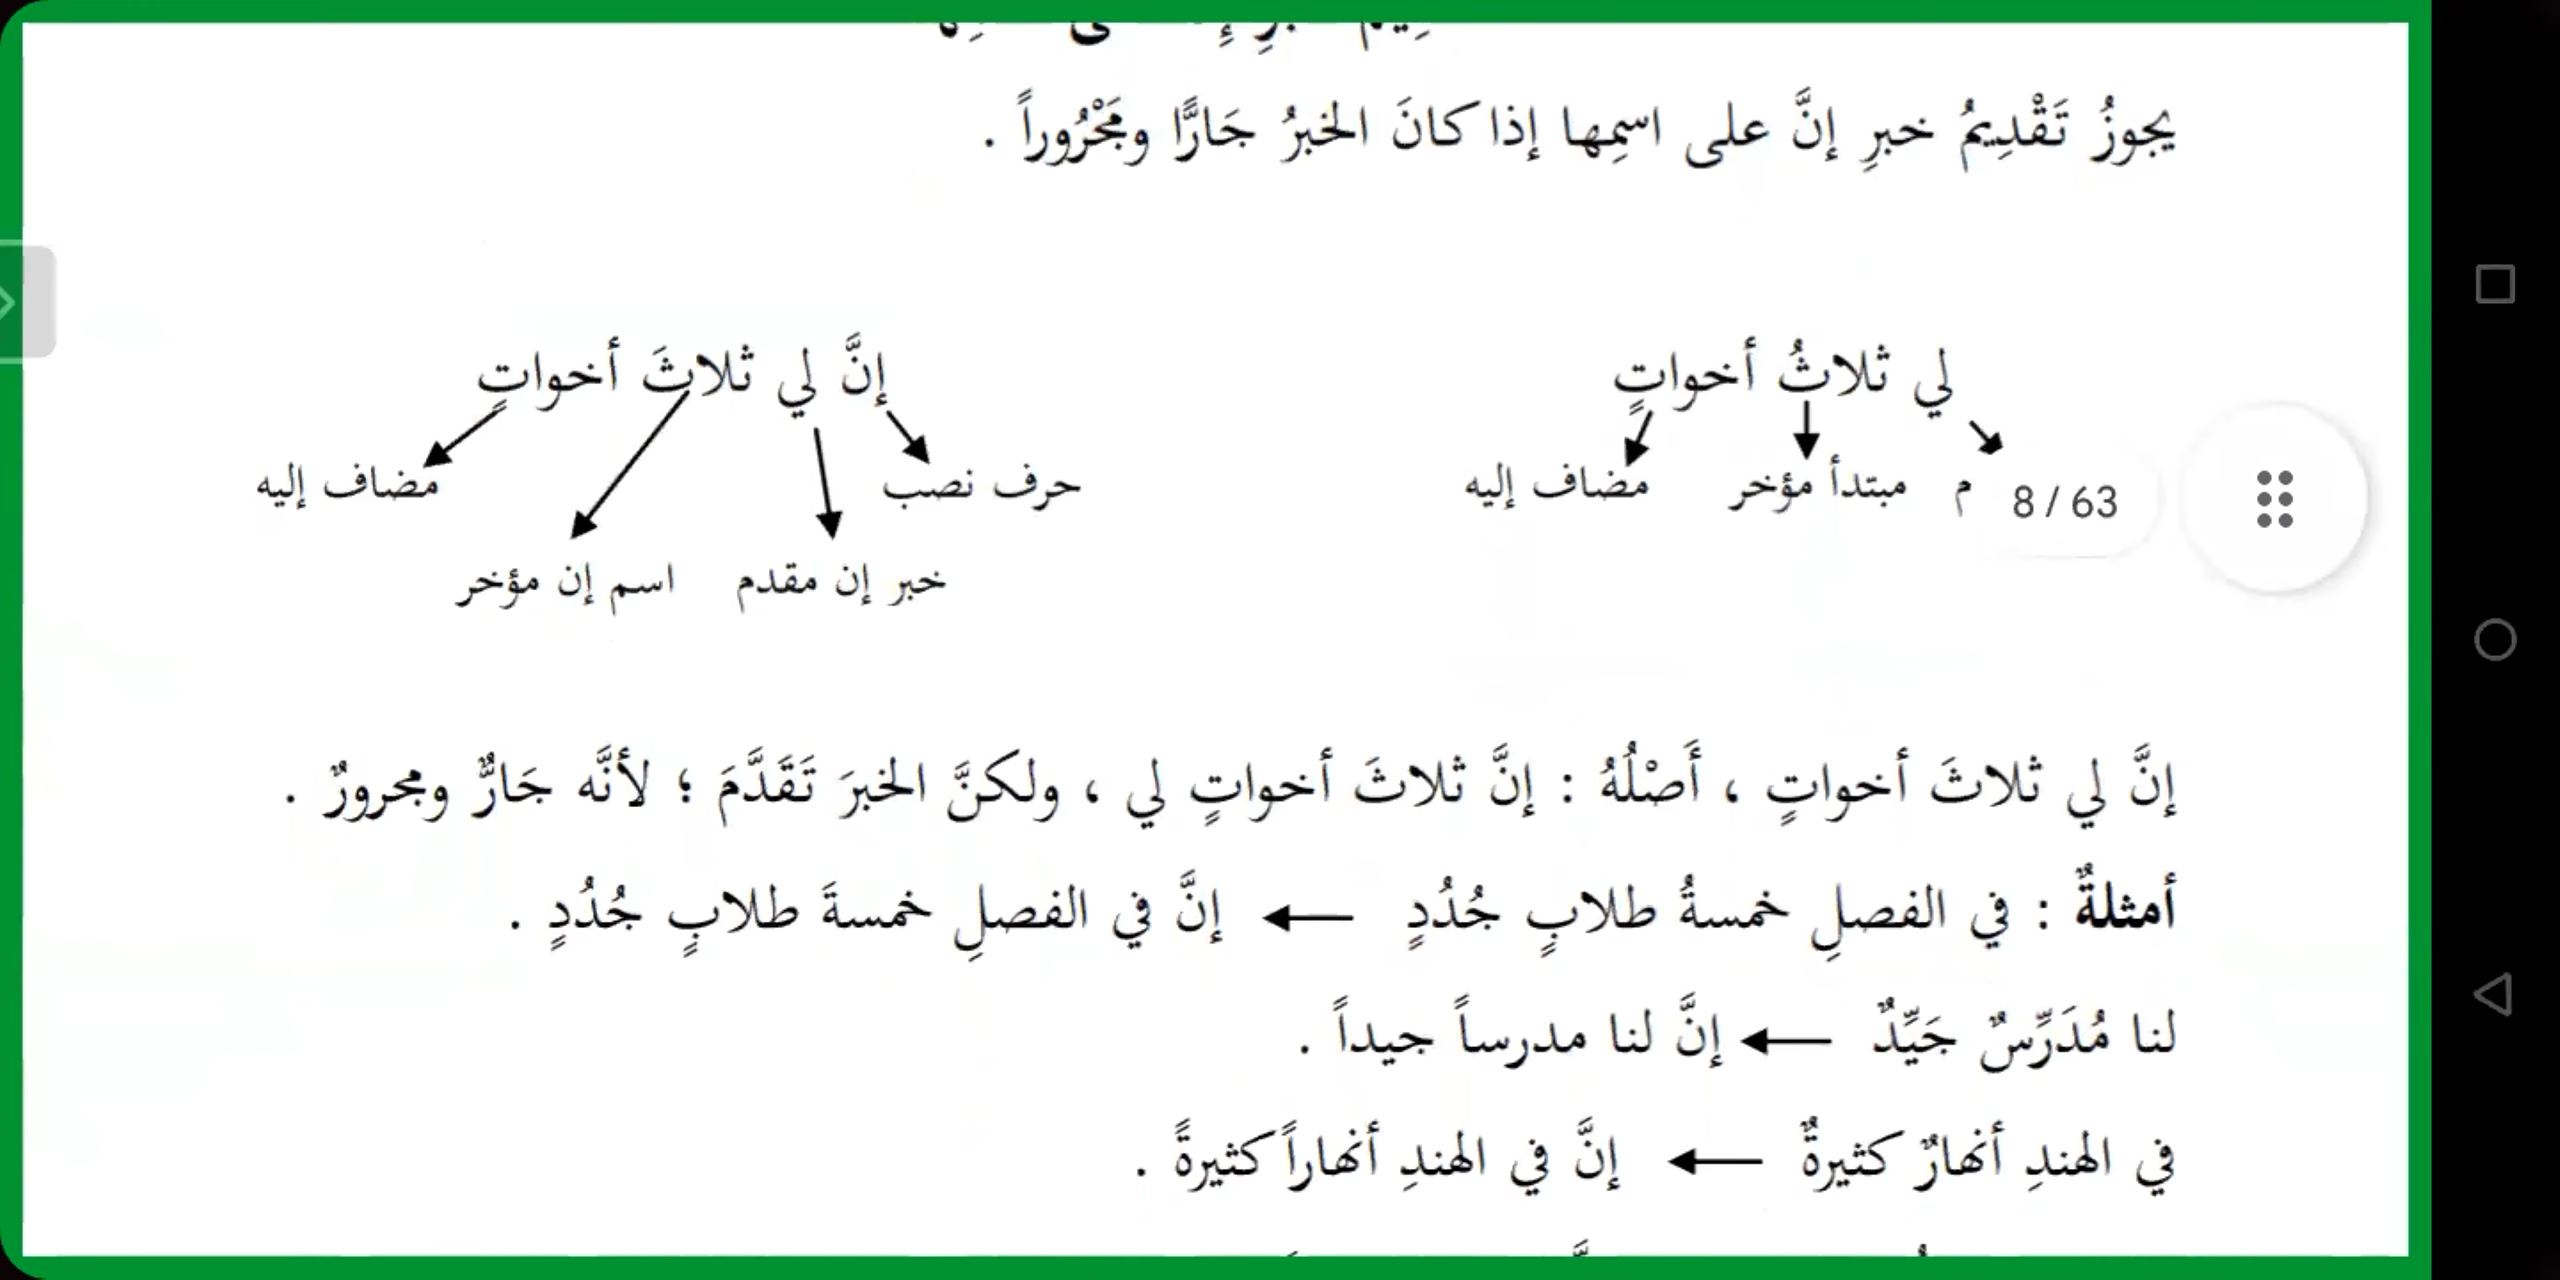 يجوزُ تَقْدِيمُ خبرِ إنَّ على اسمِها إذا كانَ الخبرُ جَارًّا ومَجْرُوراً .
لي ثلاثُ أخواتٍ
إنَّ لي ثلاثَ أخواتٍ
م مبتدأ مؤخر مضاف إليه
حرف نصب مضاف إليه
خبر إن مقدم اسم إن مؤخر
8 / 63
إنَّ لي ثلاثَ أخواتٍ ، أَصْلُهُ : إنَّ ثلاثَ أخواتٍ لي ، ولكنَّ الخبرَ تَقَدَّمَ ؛ لأنَّه جَارٌّ ومجرورٌ .
أمثلةٌ : في الفصلِ خمسةُ طلابٍ جُدُدٍ ← إنَّ في الفصلِ خمسةَ طلابٍ جُدُدٍ .
لنا مُدَرِّسٌ جَيِّدٌ ← إنَّ لنا مدرساً جيداً .
في الهندِ أنهارٌ كثيرةٌ ← إنَّ في الهندِ أنهاراً كثيرةً .